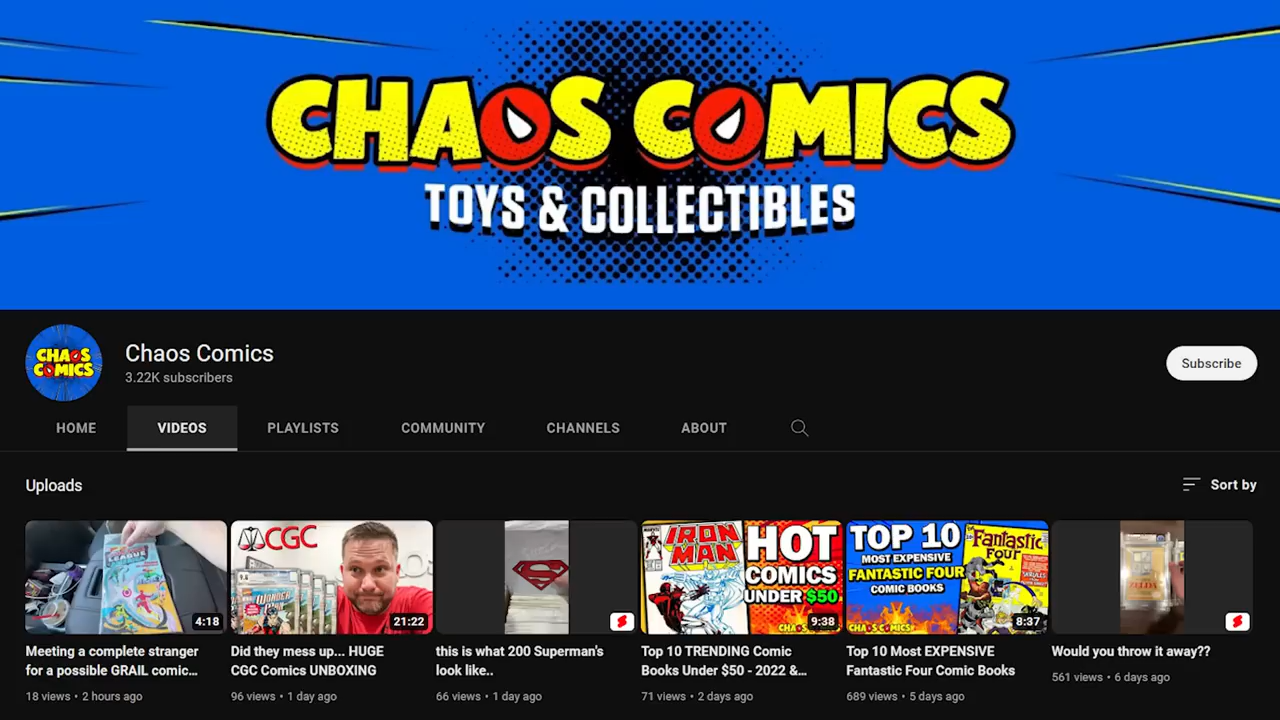 CHAOS COMICS
TOYS & COLLECTIBLES
CHAOS
COMICS
Chaos Comics
3.22K subscribers
Subscribe
HOME
VIDEOS
PLAYLISTS
COMMUNITY
CHANNELS
ABOUT
Uploads
Sort by
LEAGUE
4:18
Meeting a complete stranger
for a possible GRAIL comic...
18 views • 2 hours ago
CGC
WONDER
21:22
Did they mess up... HUGE
CGC Comics UNBOXING
96 views • 1 day ago
this is what 200 Superman's
look like..
66 views • 1 day ago
IRON
MAN
HOT
COMICS
UNDER $50
9:38
Top 10 TRENDING Comic
Books Under $50 - 2022 &...
71 views • 2 days ago
TOP 10
MOST EXPENSIVE
FANTASTIC FOUR
COMIC BOOKS
CHAOS COMICS
Fantastic
Four
8:37
Top 10 Most EXPENSIVE
Fantastic Four Comic Books
689 views • 5 days ago
ZELDA
Would you throw it away??
561 views • 6 days ago